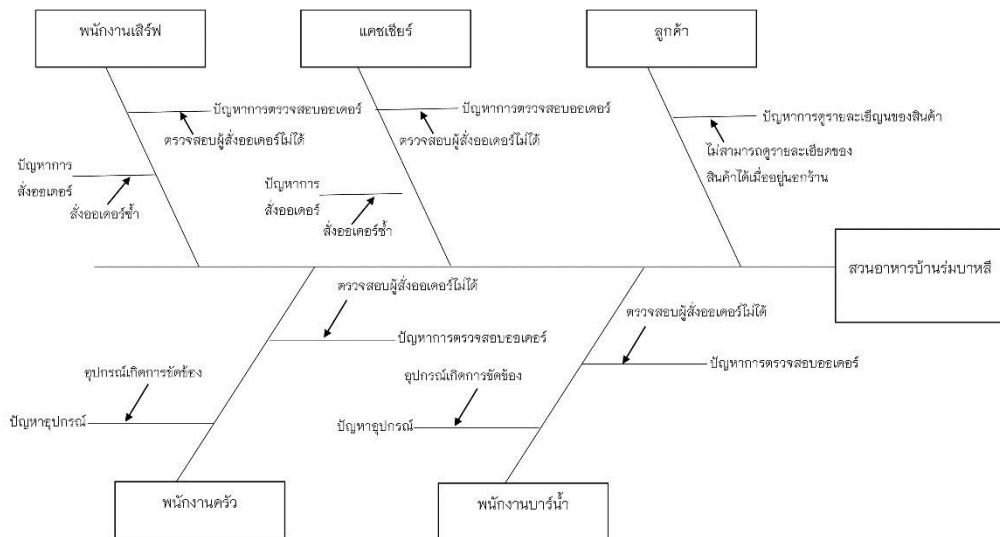 พนักงานเสิร์ฟ
แคชเชียร์
ลูกค้า
ปัญหาการตรวจสอบออเดอร์
ตรวจสอบผู้สั่งออเดอร์ไม่ได้
ปัญหาการ
สั่งออเดอร์
สั่งออเดอร์ซ้ำ
ปัญหาการตรวจสอบออเดอร์
ตรวจสอบผู้สั่งออเดอร์ไม่ได้
ปัญหาการ
สั่งออเดอร์
สั่งออเดอร์ซ้ำ
ปัญหาการดูรายละเอียดของสินค้า
ไม่สามารถดูรายละเอียดของ
สินค้าได้เมื่ออยู่นอกร้าน
สวนอาหารบ้านร่มบาหลี
ตรวจสอบผู้สั่งออเดอร์ไม่ได้
ปัญหาการตรวจสอบออเดอร์
อุปกรณ์เกิดการขัดข้อง
ปัญหาอุปกรณ์
ตรวจสอบผู้สั่งออเดอร์ไม่ได้
ปัญหาการตรวจสอบออเดอร์
อุปกรณ์เกิดการขัดข้อง
ปัญหาอุปกรณ์
พนักงานครัว
พนักงานบาร์น้ำ